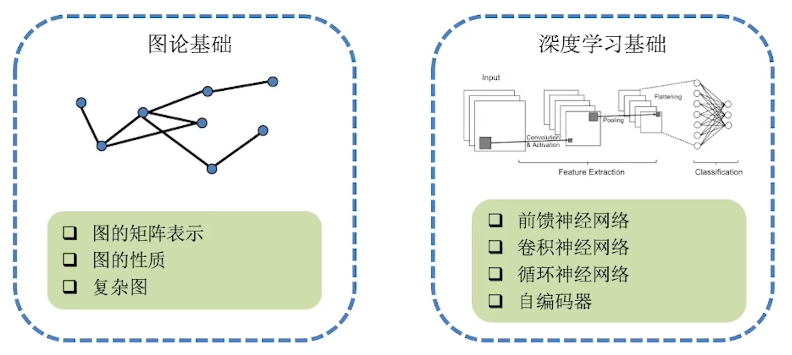 图论基础
图的矩阵表示
图的性质
复杂图
深度学习基础
Input
Flattening
Pooling
Convolution
& Activation
Feature Extraction
Classification
前馈神经网络
卷积神经网络
循环神经网络
自编码器